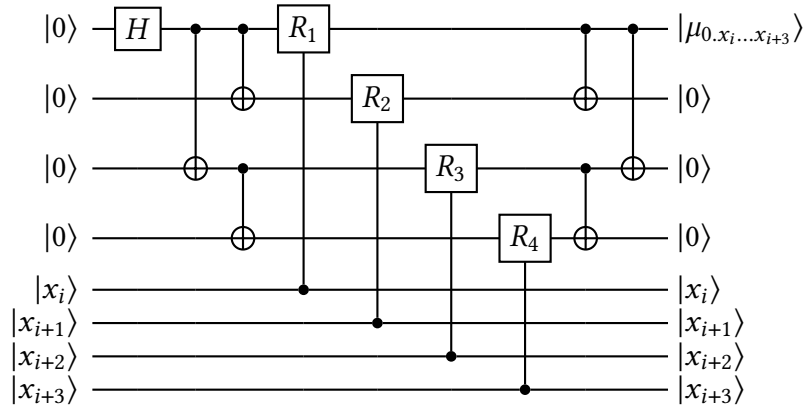 |0⟩ H R₁ |μ₀.ₓᵢ…ₓᵢ₊₃⟩
|0⟩ R₂ |0⟩
|0⟩ R₃ |0⟩
|0⟩ R₄ |0⟩
|xᵢ⟩ |xᵢ⟩
|xᵢ₊₁⟩ |xᵢ₊₁⟩
|xᵢ₊₂⟩ |xᵢ₊₂⟩
|xᵢ₊₃⟩ |xᵢ₊₃⟩